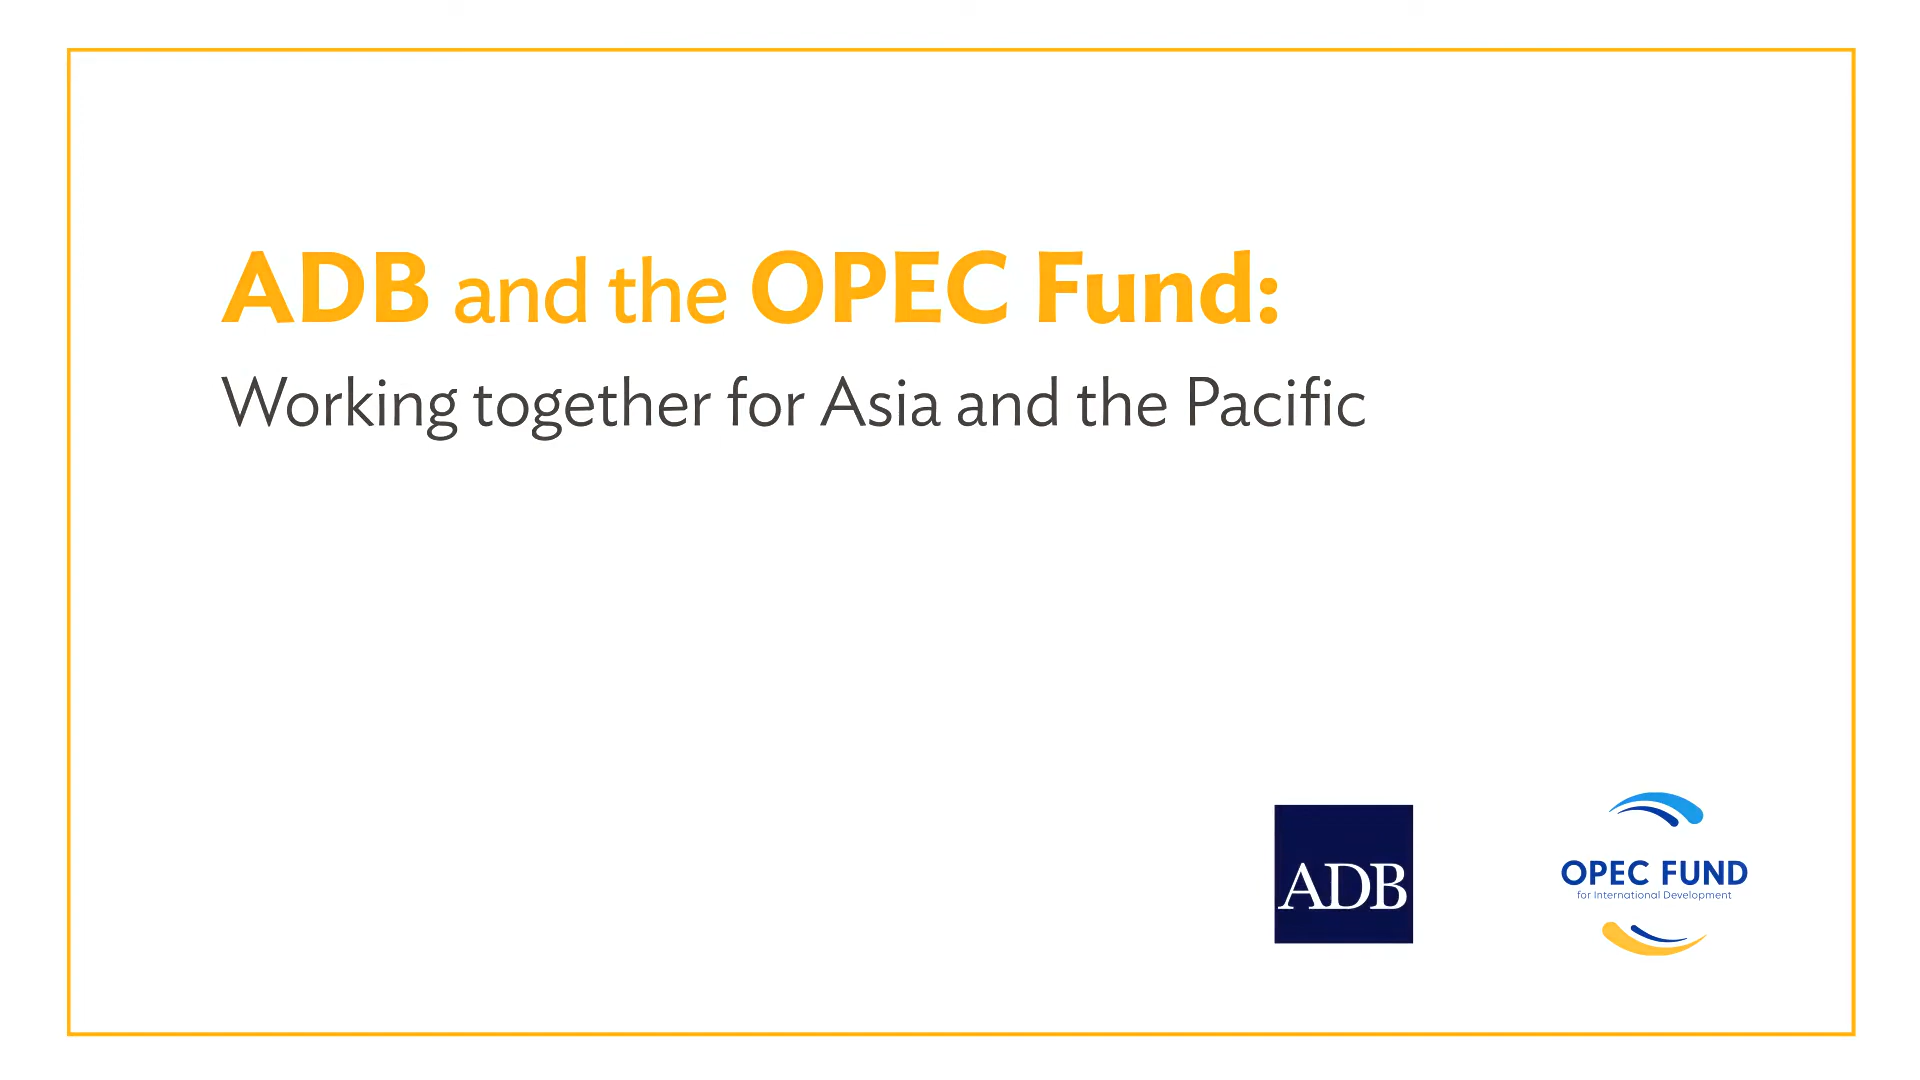 ADB and the OPEC Fund:
Working together for Asia and the Pacific
ADB
OPEC FUND
for International Development